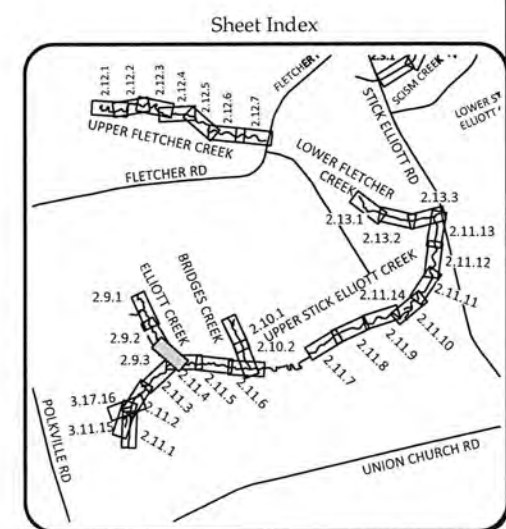 Sheet Index
2.12.1
2.12.2
2.12.3
2.12.4
2.12.5
2.12.6
2.12.7
UPPER FLETCHER CREEK
FLETCHER RD
FLETCHER
2.3.1
SCISM CREEK
STICK ELLIOTT RD
LOWER
ELLIOTT
LOWER FLETCHER
CREEK
2.13.1
2.13.2
2.13.3
2.11.13
2.11.12
2.11.11
2.11.10
2.11.14
2.11.9
2.11.8
2.11.7
UPPER STICK ELLIOTT CREEK
BRIDGES CREEK
2.10.1
2.10.2
ELLIOTT
CREEK
2.9.1
2.9.2
2.9.3
2.11.6
2.11.5
2.11.4
2.11.3
2.11.2
2.11.1
3.17.16
3.11.15
POLKVILLE RD
UNION CHURCH RD